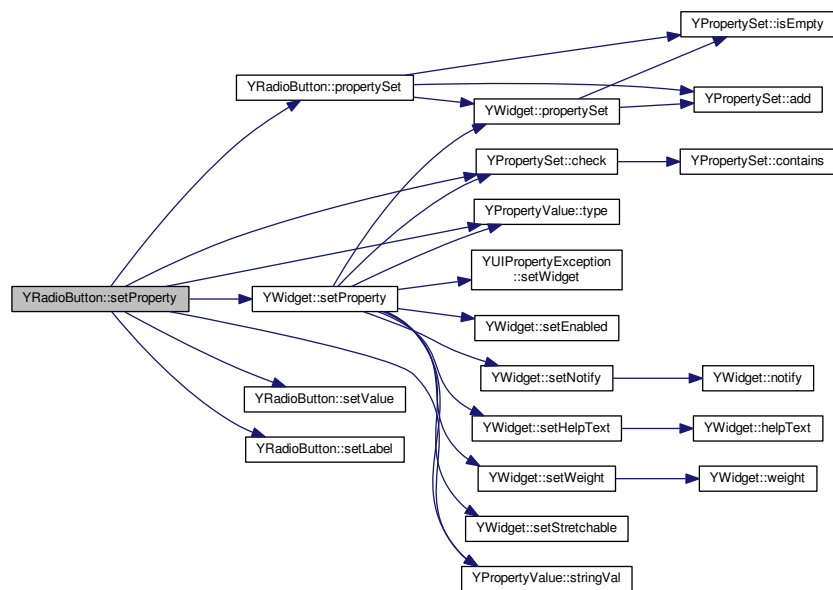 YPropertySet::isEmpty
YRadioButton::propertySet
YPropertySet::add
YWidget::propertySet
YPropertySet::check
YPropertySet::contains
YPropertyValue::type
YUIPropertyException
::setWidget
YRadioButton::setProperty
YWidget::setProperty
YWidget::setEnabled
YWidget::setNotify
YWidget::notify
YRadioButton::setValue
YWidget::setHelpText
YWidget::helpText
YRadioButton::setLabel
YWidget::setWeight
YWidget::weight
YWidget::setStretchable
YPropertyValue::stringVal